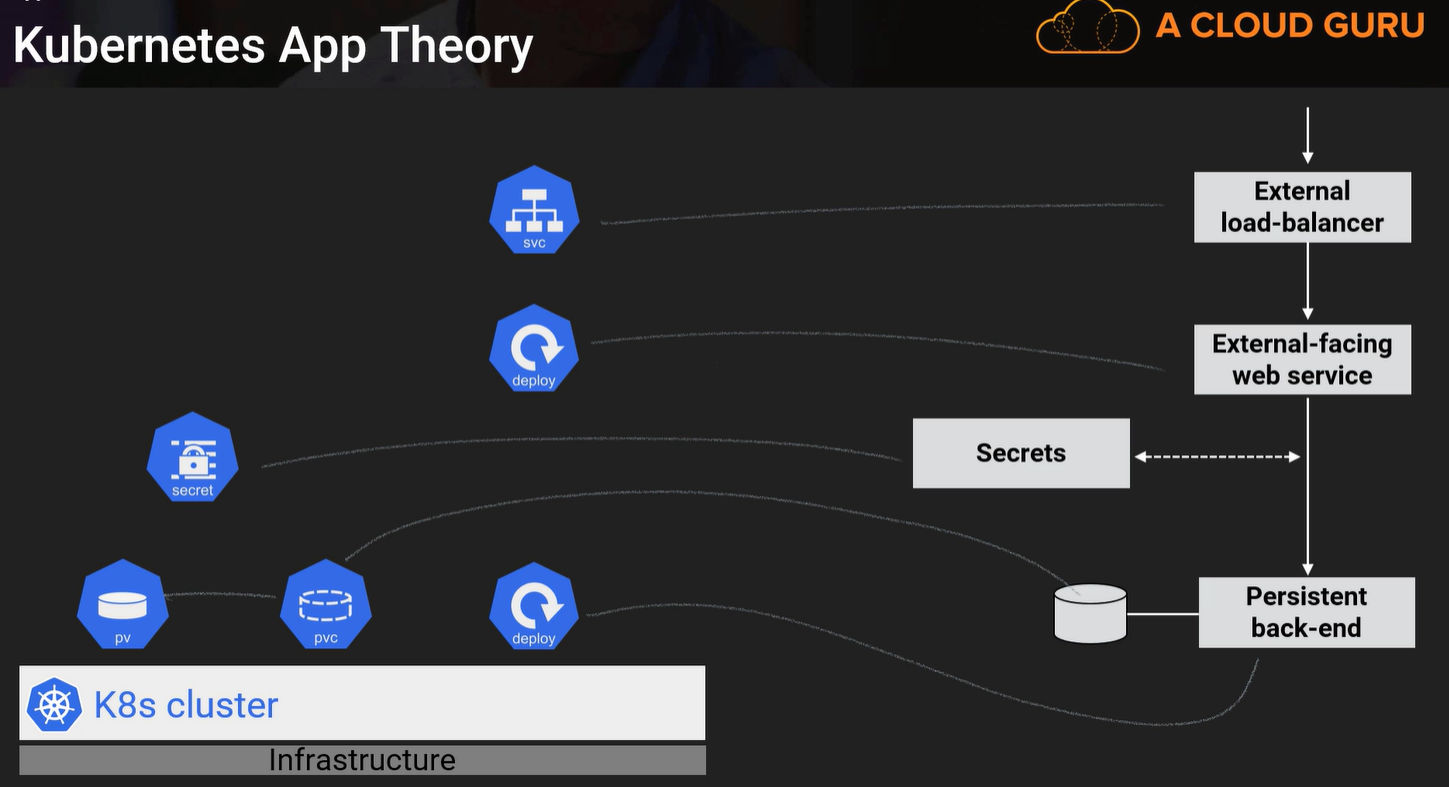 Kubernetes App Theory
A CLOUD GURU
External
load-balancer
svc
External-facing
web service
deploy
Secrets
secret
Persistent
back-end
pv
pvc
deploy
K8s cluster
Infrastructure